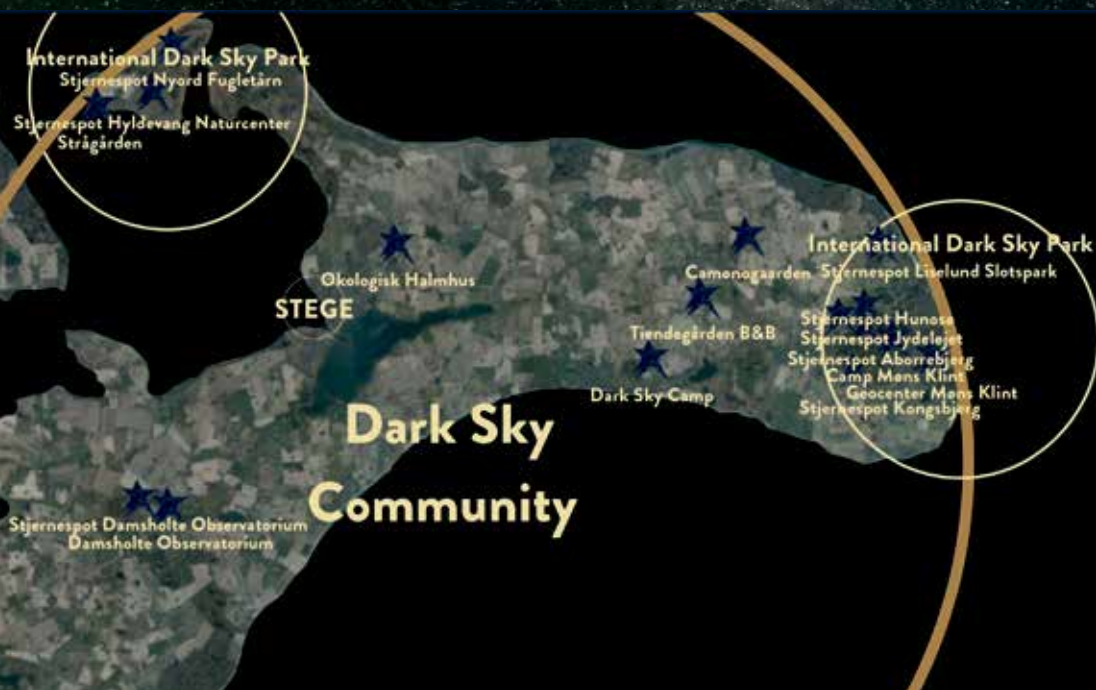 International Dark Sky Park
Stjernespot Nyord Fugletårn
Stjernespot Hyldevang Naturcenter
Strågården
Økologisk Halmhus
STEGE
International Dark Sky Park
Camonogaarden
Stjernespot Liselund Slotspark
Stjernespot Hunosø
Tiendegården B&B
Stjernespot Jydelejet
Stjernespot Aborrebjerg
Camp Møns Klint
Dark Sky Camp
Geocenter Møns Klint
Stjernespot Kongsbjerg
Dark Sky
Community
Stjernespot Damsholte Observatorium
Damsholte Observatorium